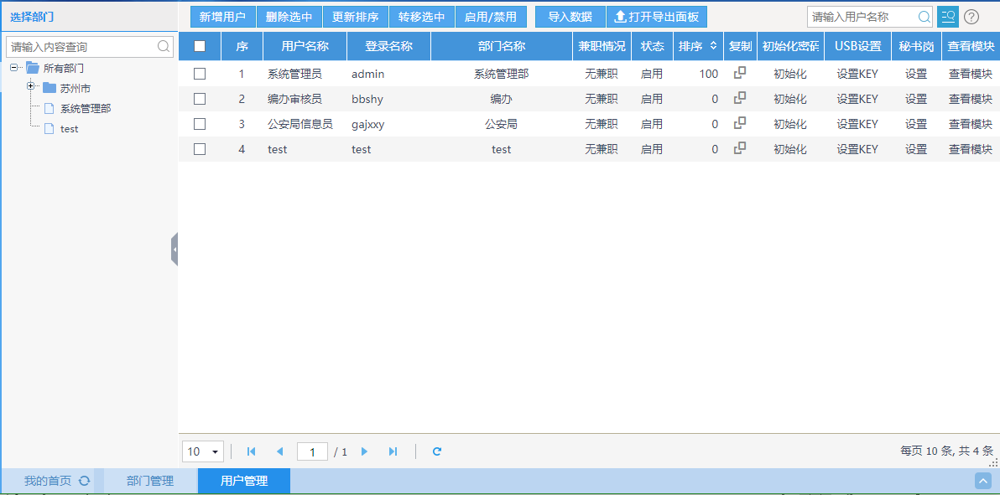 选择部门
请输入内容查询
所有部门
苏州市
系统管理部
test
新增用户 删除选中 更新排序 转移选中 启用/禁用 导入数据 打开导出面板 请输入用户名称
序 用户名称 登录名称 部门名称 兼职情况 状态 排序 复制 初始化密码 USB设置 秘书岗 查看模块
1 系统管理员 admin 系统管理部 无兼职 启用 100 初始化 设置KEY 设置 查看模块
2 编办审核员 bbshy 编办 无兼职 启用 0 初始化 设置KEY 设置 查看模块
3 公安局信息员 gajxxy 公安局 无兼职 启用 0 初始化 设置KEY 设置 查看模块
4 test test test 无兼职 启用 0 初始化 设置KEY 设置 查看模块
10 1 / 1 每页 10 条, 共 4 条
我的首页 部门管理 用户管理